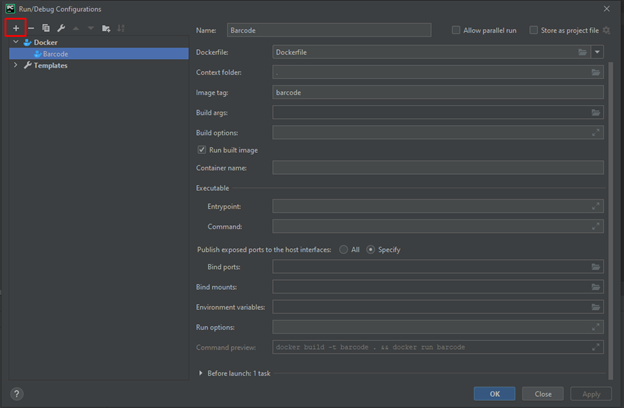 PC
Run/Debug Configurations
Docker
Barcode
Templates
Name:
Barcode
Allow parallel run
Store as project file
Dockerfile:
Dockerfile
Context folder:
.
Image tag:
barcode
Build args:
Build options:
Run built image
Container name:
Executable
Entrypoint:
Command:
Publish exposed ports to the host interfaces:
All
Specify
Bind ports:
Bind mounts:
Environment variables:
Run options:
Command preview:
docker build -t barcode . && docker run barcode
Before launch: 1 task
?
OK
Close
Apply